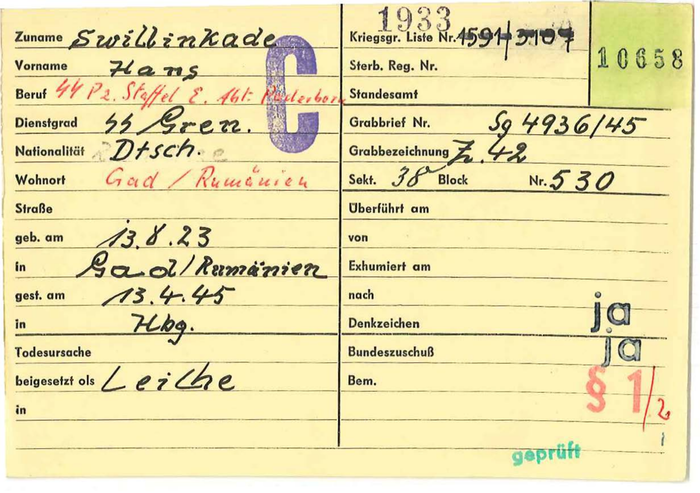 1933
10658
Zuname Swillinkade
Vorname Hans
Beruf SS Pz. Staffel E. Abt. Paderborn
Dienstgrad SS Gren.
Nationalität Dtsch.
Wohnort Gad / Rumänien
Straße
geb. am 13.8.23
in Gad/Rumänien
gest. am 13.4.45
in Hbg.
Todesursache
beigesetzt als Leiche
in
C
Kriegsgr. Liste Nr. 1591/3107
Sterb. Reg. Nr.
Standesamt
Grabbrief Nr. Sg 4936/45
Grabbezeichnung Z. 42
Sekt. 38 Block Nr. 530
Überführt am
von
Exhumiert am
nach
Denkzeichen ja
Bundeszuschuß ja
Bem. § 1/2
geprüft